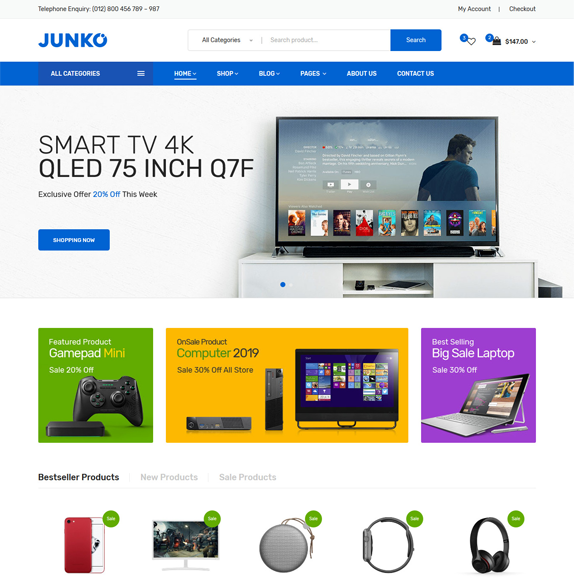 Telephone Enquiry: (012) 800 456 789 – 987
My Account | Checkout
JUNKO
All Categories
Search product...
Search
3
2
$147.00
ALL CATEGORIES
HOME
SHOP
BLOG
PAGES
ABOUT US
CONTACT US
SMART TV 4K
QLED 75 INCH Q7F
Exclusive Offer 20% Off This Week
SHOPPING NOW
Featured Product
Gamepad Mini
Sale 20% Off
OnSale Product
Computer 2019
Sale 30% Off All Store
Best Selling
Big Sale Laptop
Sale 30% Off
Bestseller Products
New Products
Sale Products
Sale
Sale
Sale
Sale
Sale